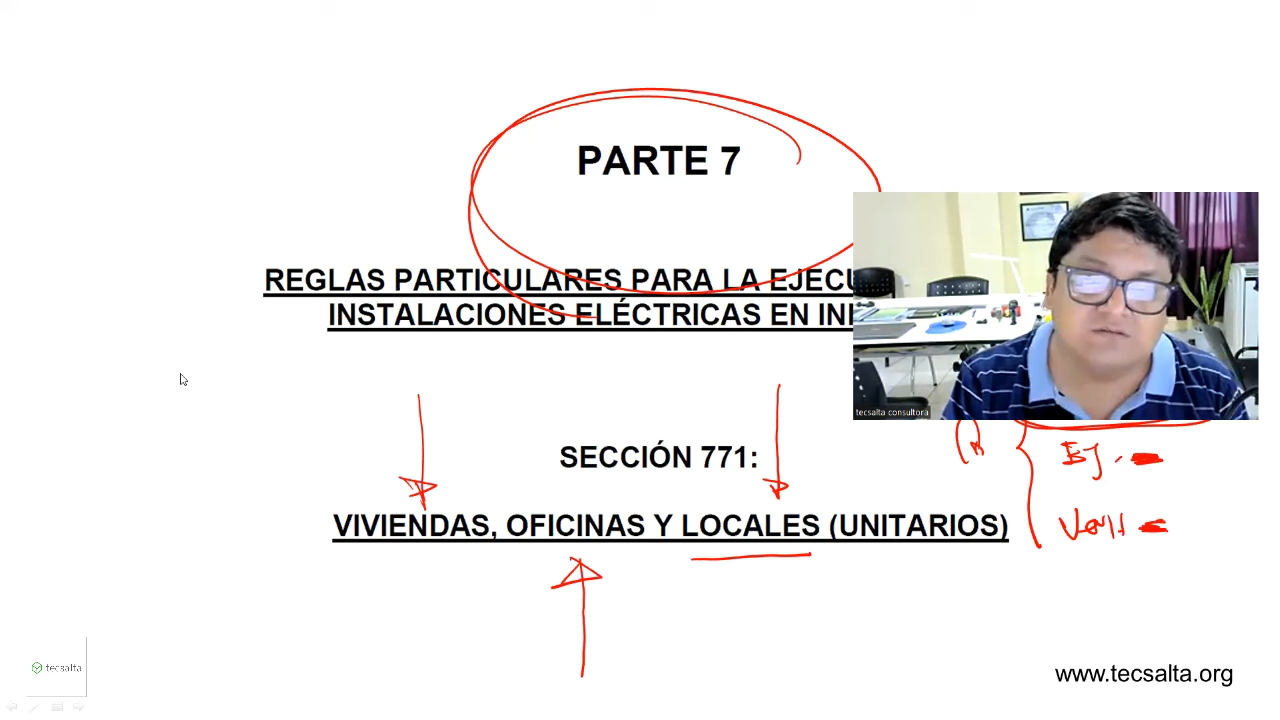 PARTE 7
REGLAS PARTICULARES PARA LA EJECU
INSTALACIONES ELÉCTRICAS EN IN
tecsalta consultora
SECCIÓN 771:
VIVIENDAS, OFICINAS Y LOCALES (UNITARIOS)
tecsalta
www.tecsalta.org